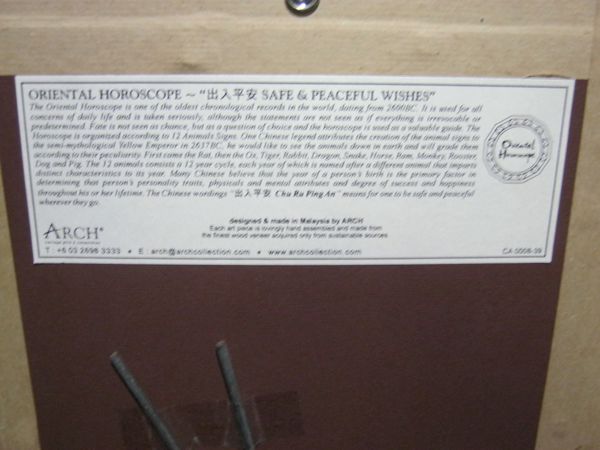 ORIENTAL HOROSCOPE ~ "出入平安 SAFE & PEACEFUL WISHES"
The Oriental Horoscope is one of the oldest chronological records in the world, dating from 2600BC. It is used for all
concerns of daily life and is taken seriously, although the statements are not seen as if everything is irrevocable or
predetermined. Fate is not seen as chance, but as a question of choice and the horoscope is used as a valuable guide. The
Horoscope is organized according to 12 Animals Signs. One Chinese legend attributes the creation of the animal signs to
the semi-mythological Yellow Emperor in 2637BC, he would like to see the animals down in earth and will grade them
according to their peculiarity. First came the Rat, then the Ox, Tiger, Rabbit, Dragon, Snake, Horse, Ram, Monkey, Rooster,
Dog and Pig. The 12 animals consists a 12 year cycle, each year of which is named after a different animal that imparts
distinct characteristics to its year. Many Chinese believe that the year of a person's birth is the primary factor in
determining that person's personality traits, physicals and mental attributes and degree of success and happiness
throughout his or her lifetime. The Chinese wordings "出入平安 Chu Ru Ping An" means for one to be safe and peaceful
wherever they go.
Oriental
Horoscope
designed & made in Malaysia by ARCH
Each art piece is lovingly hand assembled and made from
the finest wood veneer acquired only from sustainable sources
ARCH®
T : +6 03 2698 3333 • E : arch@archcollection.com • www.archcollection.com